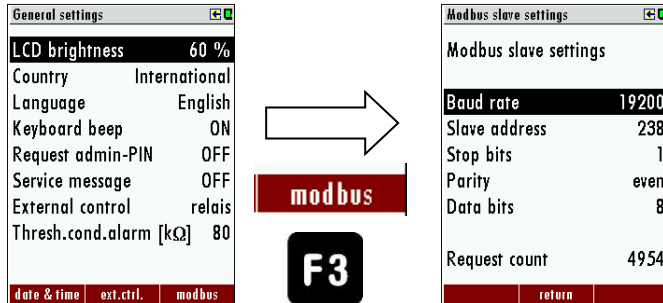 General settings
LCD brightness 60 %
Country International
Language English
Keyboard beep ON
Request admin-PIN OFF
Service message OFF
External control relais
Thresh.cond.alarm [kΩ] 80
date & time ext.ctrl. modbus
modbus
F3
Modbus slave settings
Modbus slave settings
Baud rate 19200
Slave address 238
Stop bits 1
Parity even
Data bits 8
Request count 4954
return